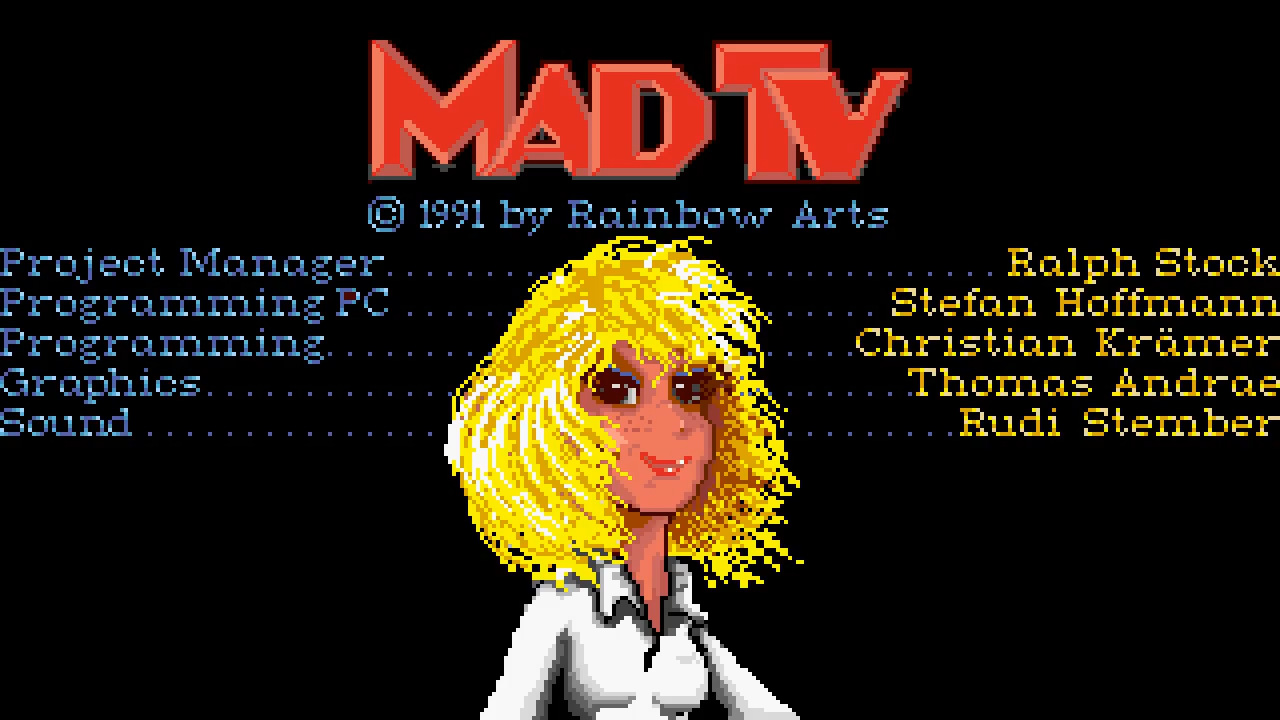 MAD TV
© 1991 by Rainbow Arts
Project Manager..............................Ralph Stock
Programming PC..............................Stefan Hoffmann
Programming..............................Christian Krämer
Graphics..............................Thomas Andrae
Sound..............................Rudi Stember